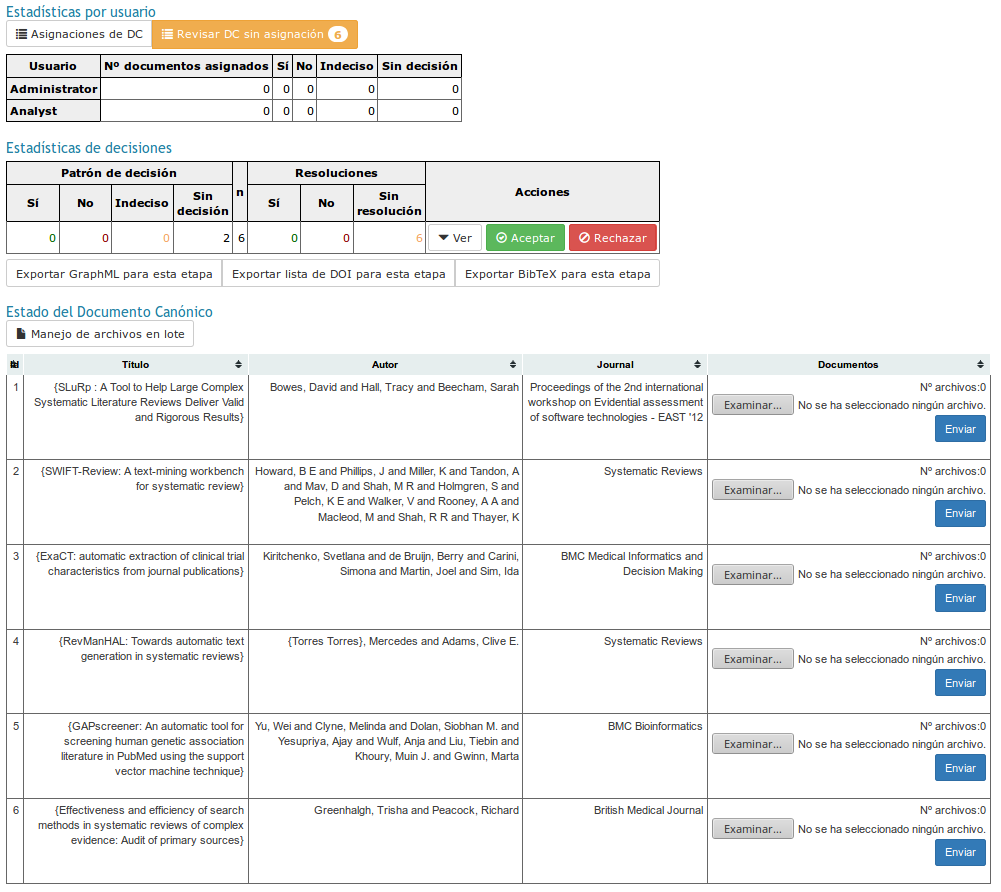 Estadísticas por usuario
Asignaciones de DC Revisar DC sin asignación 6
Usuario Nº documentos asignados Sí No Indeciso Sin decisión
Administrator 0 0 0 0 0
Analyst 0 0 0 0 0
Estadísticas de decisiones
Patrón de decisión n Resoluciones Acciones
Sí No Indeciso Sin decisión Sí No Sin resolución
0 0 0 2 6 0 0 6 Ver Aceptar Rechazar
Exportar GraphML para esta etapa Exportar lista de DOI para esta etapa Exportar BibTeX para esta etapa
Estado del Documento Canónico
Manejo de archivos en lote
Id Título Autor Journal Documentos
1 {SLuRp : A Tool to Help Large Complex Bowes, David and Hall, Tracy and Beecham, Sarah Proceedings of the 2nd international Nº archivos:0
Systematic Literature Reviews Deliver Valid workshop on Evidential assessment Examinar... No se ha seleccionado ningún archivo.
and Rigorous Results} of software technologies - EAST '12
Enviar
2 {SWIFT-Review: A text-mining workbench Howard, B E and Phillips, J and Miller, K and Tandon, A Systematic Reviews Nº archivos:0
for systematic review} and Mav, D and Shah, M R and Holmgren, S and Examinar... No se ha seleccionado ningún archivo.
Pelch, K E and Walker, V and Rooney, A A and
Macleod, M and Shah, R R and Thayer, K Enviar
3 {ExaCT: automatic extraction of clinical trial Kiritchenko, Svetlana and de Bruijn, Berry and Carini, BMC Medical Informatics and Nº archivos:0
characteristics from journal publications} Simona and Martin, Joel and Sim, Ida Decision Making Examinar... No se ha seleccionado ningún archivo.
Enviar
4 {RevManHAL: Towards automatic text {Torres Torres}, Mercedes and Adams, Clive E. Systematic Reviews Nº archivos:0
generation in systematic reviews} Examinar... No se ha seleccionado ningún archivo.
Enviar
5 {GAPscreener: An automatic tool for Yu, Wei and Clyne, Melinda and Dolan, Siobhan M. and BMC Bioinformatics Nº archivos:0
screening human genetic association Yesupriya, Ajay and Wulf, Anja and Liu, Tiebin and Examinar... No se ha seleccionado ningún archivo.
literature in PubMed using the support Khoury, Muin J. and Gwinn, Marta
vector machine technique} Enviar
6 {Effectiveness and efficiency of search Greenhalgh, Trisha and Peacock, Richard British Medical Journal Nº archivos:0
methods in systematic reviews of complex Examinar... No se ha seleccionado ningún archivo.
evidence: Audit of primary sources}
Enviar